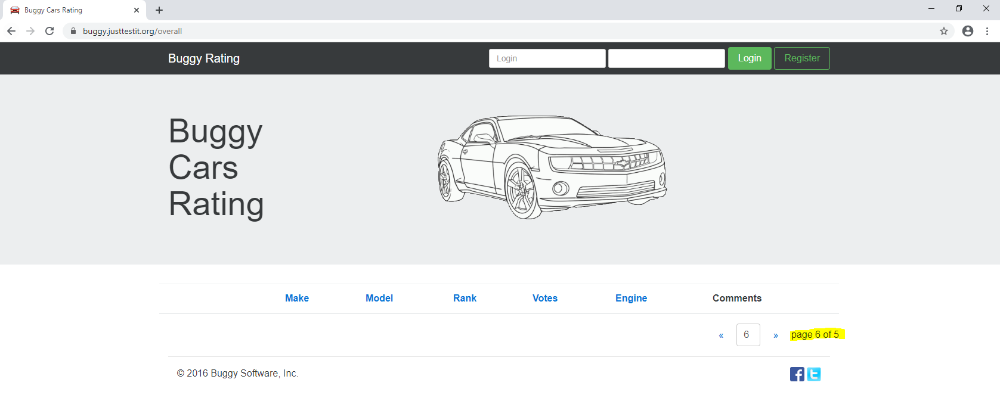 Buggy Cars Rating
buggy.justtestit.org/overall
Buggy Rating
Login
Login
Register
Buggy
Cars
Rating
Make Model Rank Votes Engine Comments
« 6 » page 6 of 5
© 2016 Buggy Software, Inc.